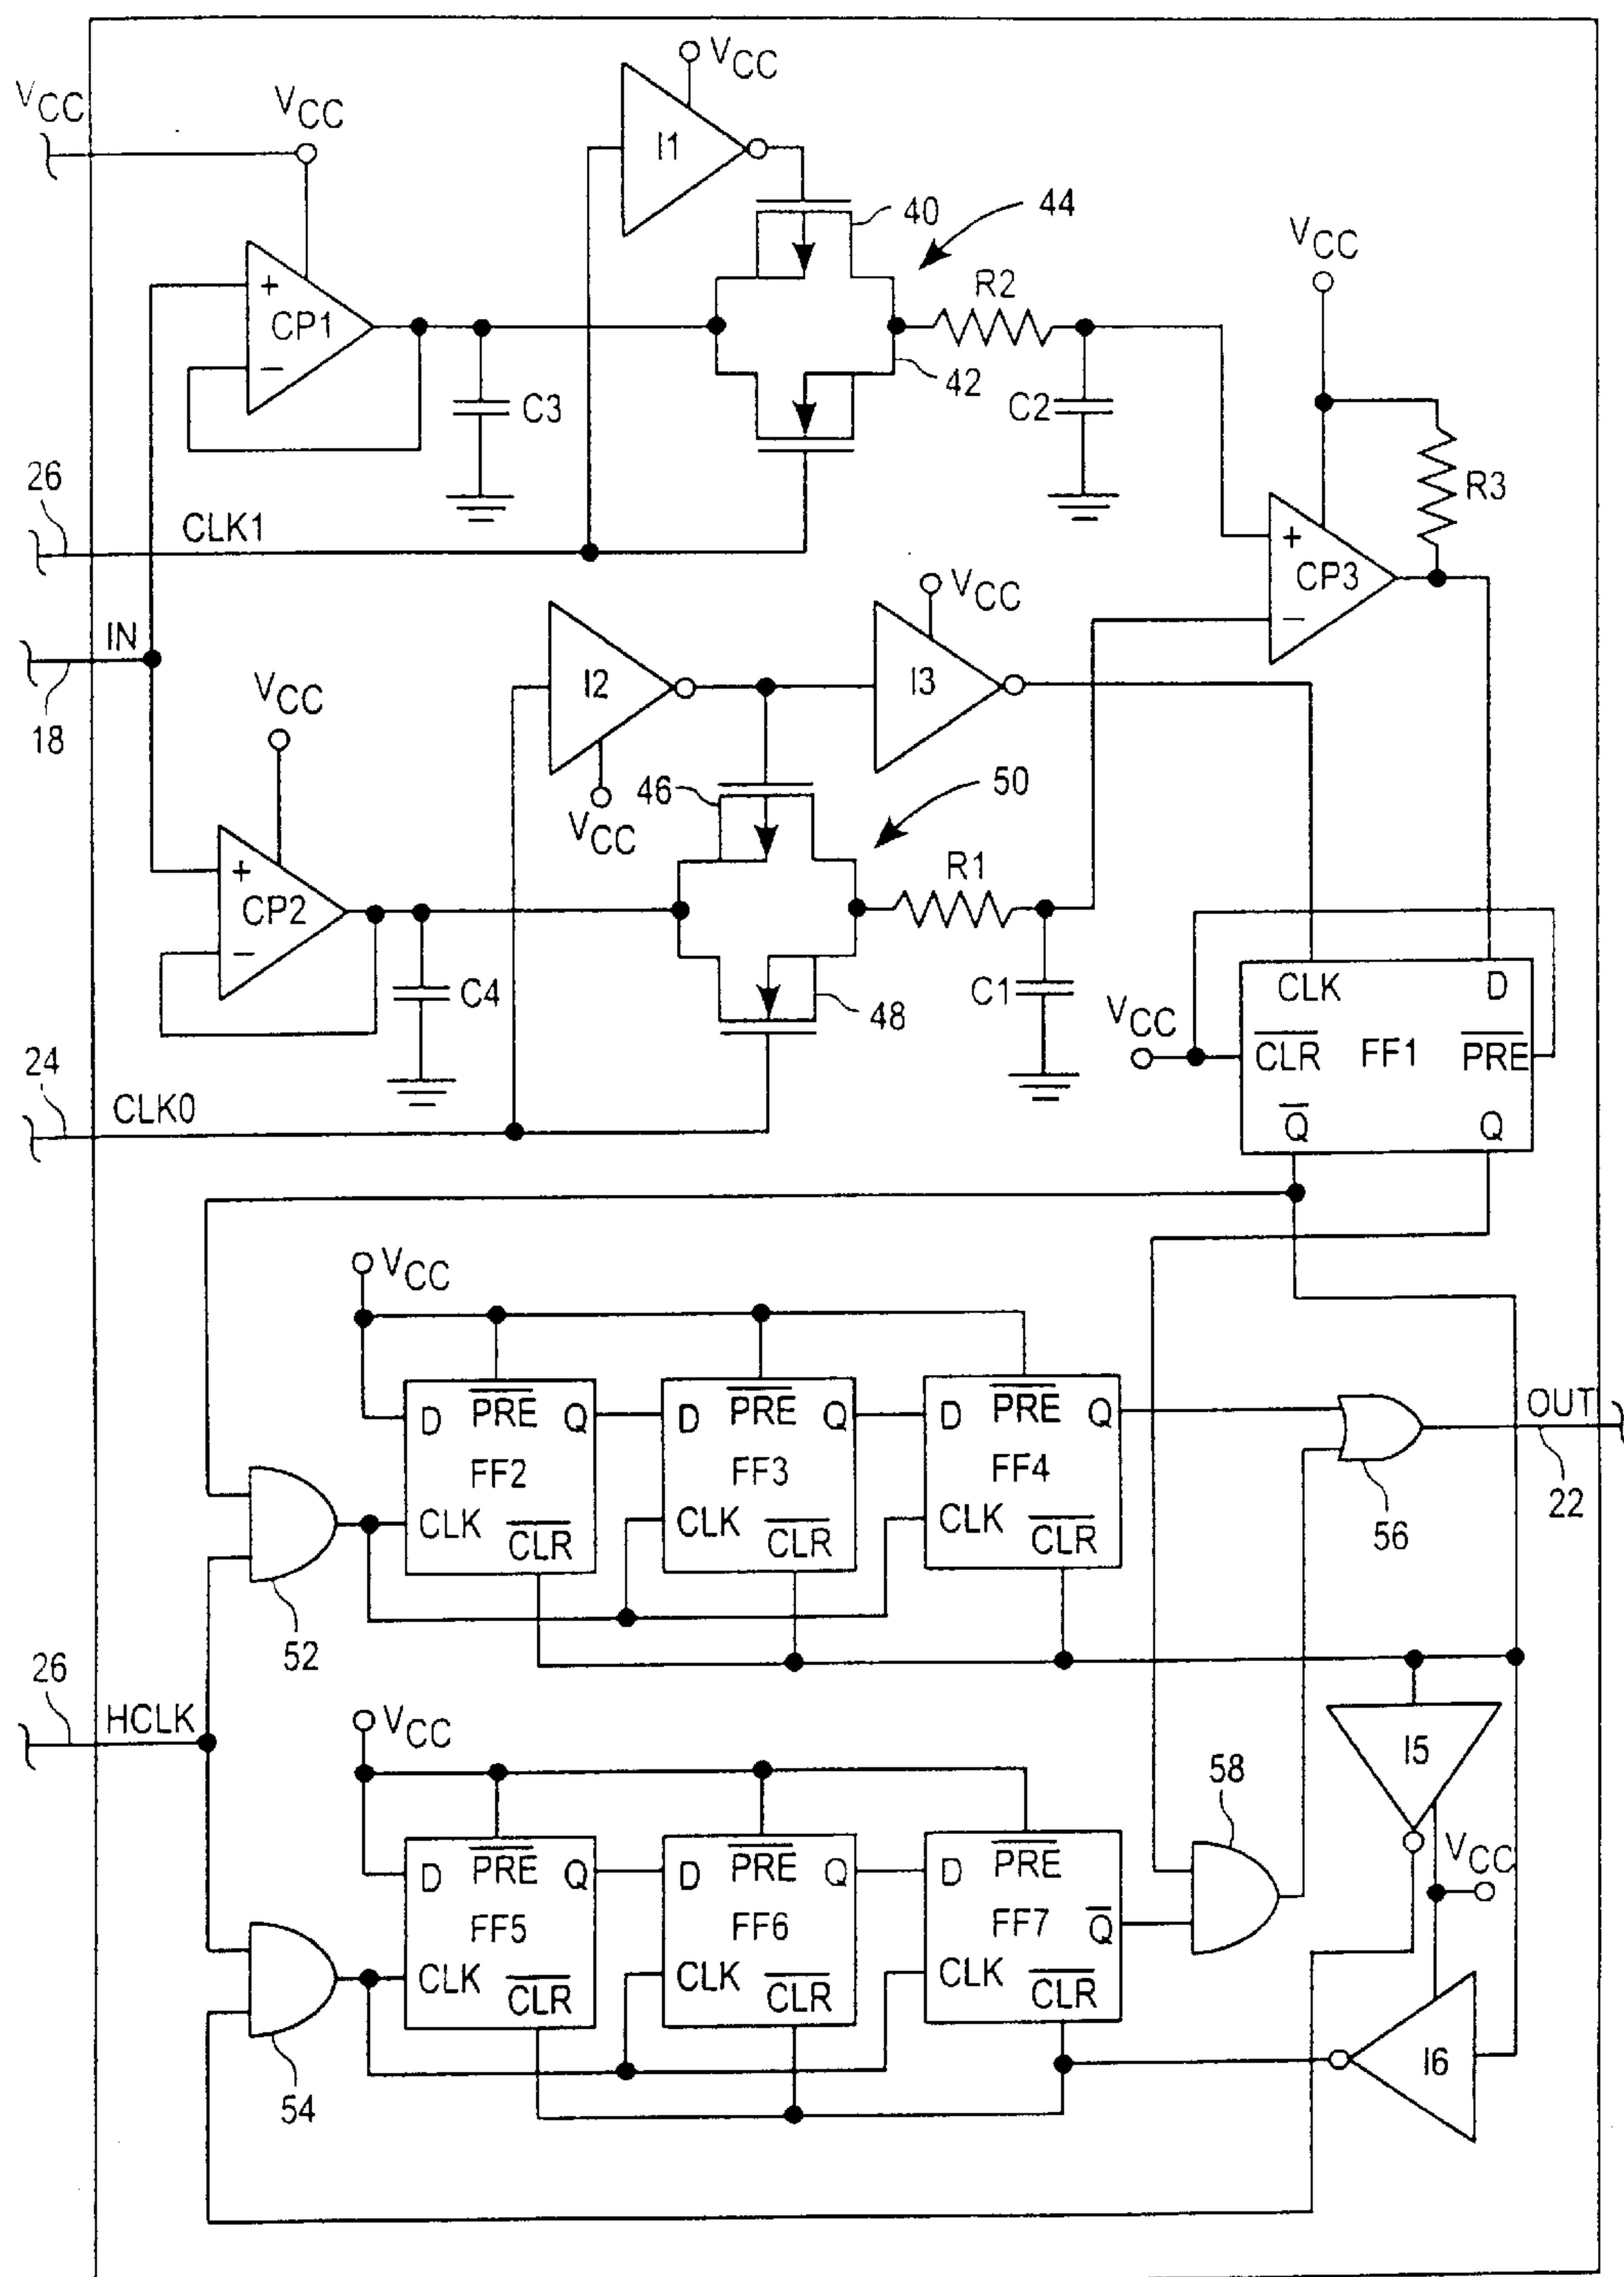 VCC
VCC
VCC
I1
40
44
VCC
+
CP1
−
R2
42
C3
C2
R3
26
CLK1
+
CP3
−
IN
18
VCC
I2
VCC
I3
VCC
46
50
+
CP2
−
R1
C4
48
C1
CLK D
VCC
CLR FF1 PRE
Q Q
24
CLK0
VCC
D PRE Q
FF2
CLK CLR
D PRE Q
FF3
CLK CLR
D PRE Q
FF4
CLK CLR
OUT
22
56
52
26
HCLK
VCC
I5
58
VCC
D PRE Q
FF5
CLK CLR
D PRE Q
FF6
CLK CLR
D PRE
FF7 Q
CLK CLR
I6
54